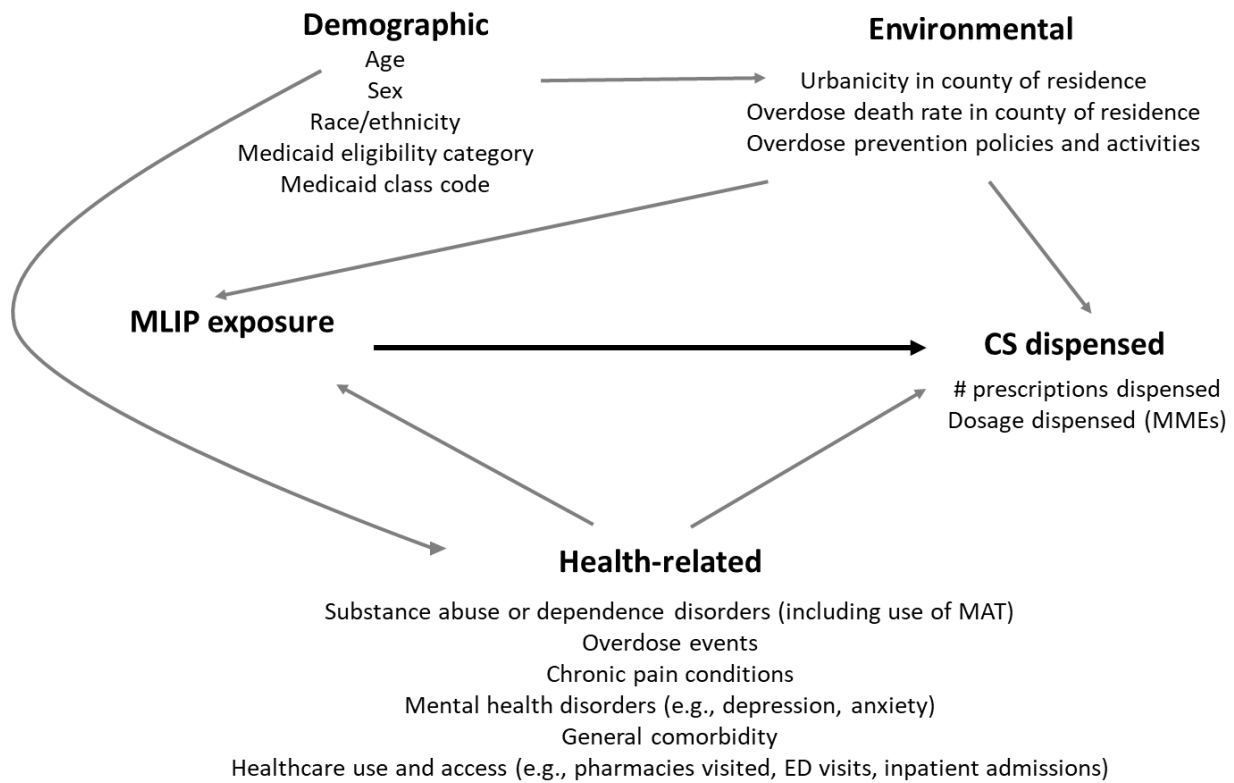 Demographic
Age
Sex
Race/ethnicity
Medicaid eligibility category
Medicaid class code
Environmental
Urbanicity in county of residence
Overdose death rate in county of residence
Overdose prevention policies and activities
MLIP exposure
CS dispensed
# prescriptions dispensed
Dosage dispensed (MMEs)
Health-related
Substance abuse or dependence disorders (including use of MAT)
Overdose events
Chronic pain conditions
Mental health disorders (e.g., depression, anxiety)
General comorbidity
Healthcare use and access (e.g., pharmacies visited, ED visits, inpatient admissions)